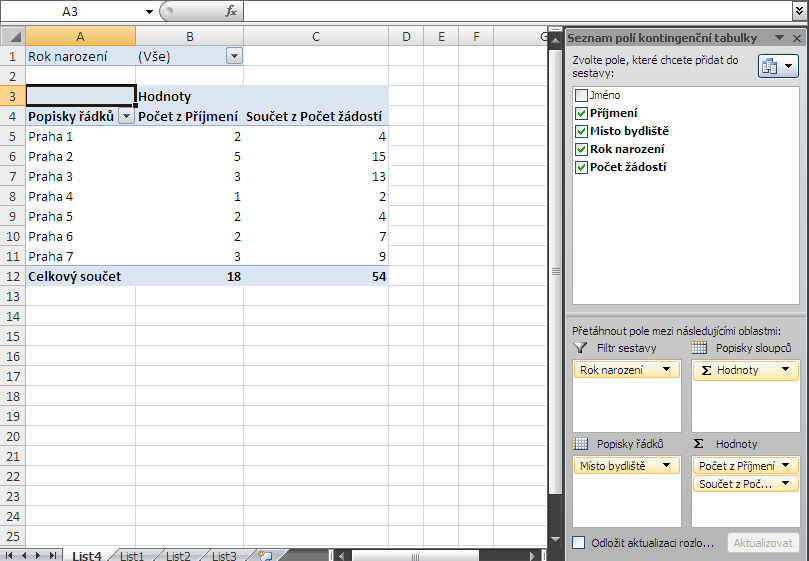 A3
fx
A B C D E F G
1 Rok narození (Vše)
2
3 Hodnoty
4 Popisky řádků Počet z Příjmení Součet z Počet žádostí
5 Praha 1 2 4
6 Praha 2 5 15
7 Praha 3 3 13
8 Praha 4 1 2
9 Praha 5 2 4
10 Praha 6 2 7
11 Praha 7 3 9
12 Celkový součet 18 54
13
14
15
16
17
18
19
20
21
22
23
24
25
List4 List1 List2 List3
Seznam polí kontingenční tabulky
Zvolte pole, které chcete přidat do
sestavy:
Jméno
Příjmení
Místo bydliště
Rok narození
Počet žádostí
Přetáhnout pole mezi následujícími oblastmi:
Filtr sestavy
Popisky sloupců
Rok narození
Σ Hodnoty
Popisky řádků
Σ Hodnoty
Místo bydliště
Počet z Příjmení
Součet z Poč...
Odložit aktualizaci rozlo...
Aktualizovat